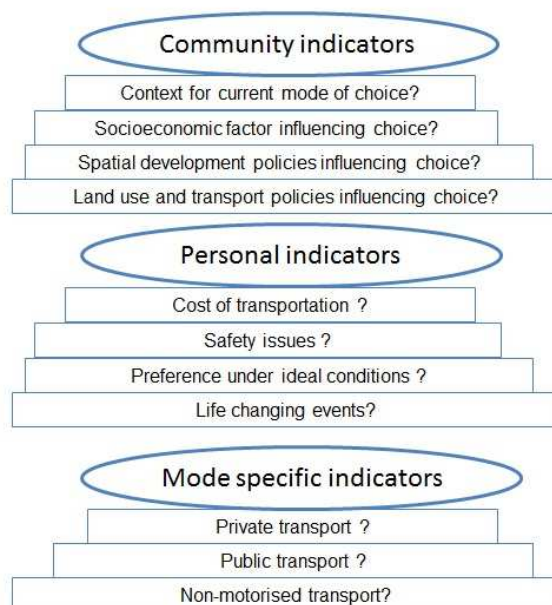 Community indicators
Context for current mode of choice?
Socioeconomic factor influencing choice?
Spatial development policies influencing choice?
Land use and transport policies influencing choice?
Personal indicators
Cost of transportation ?
Safety issues ?
Preference under ideal conditions ?
Life changing events?
Mode specific indicators
Private transport ?
Public transport ?
Non-motorised transport?